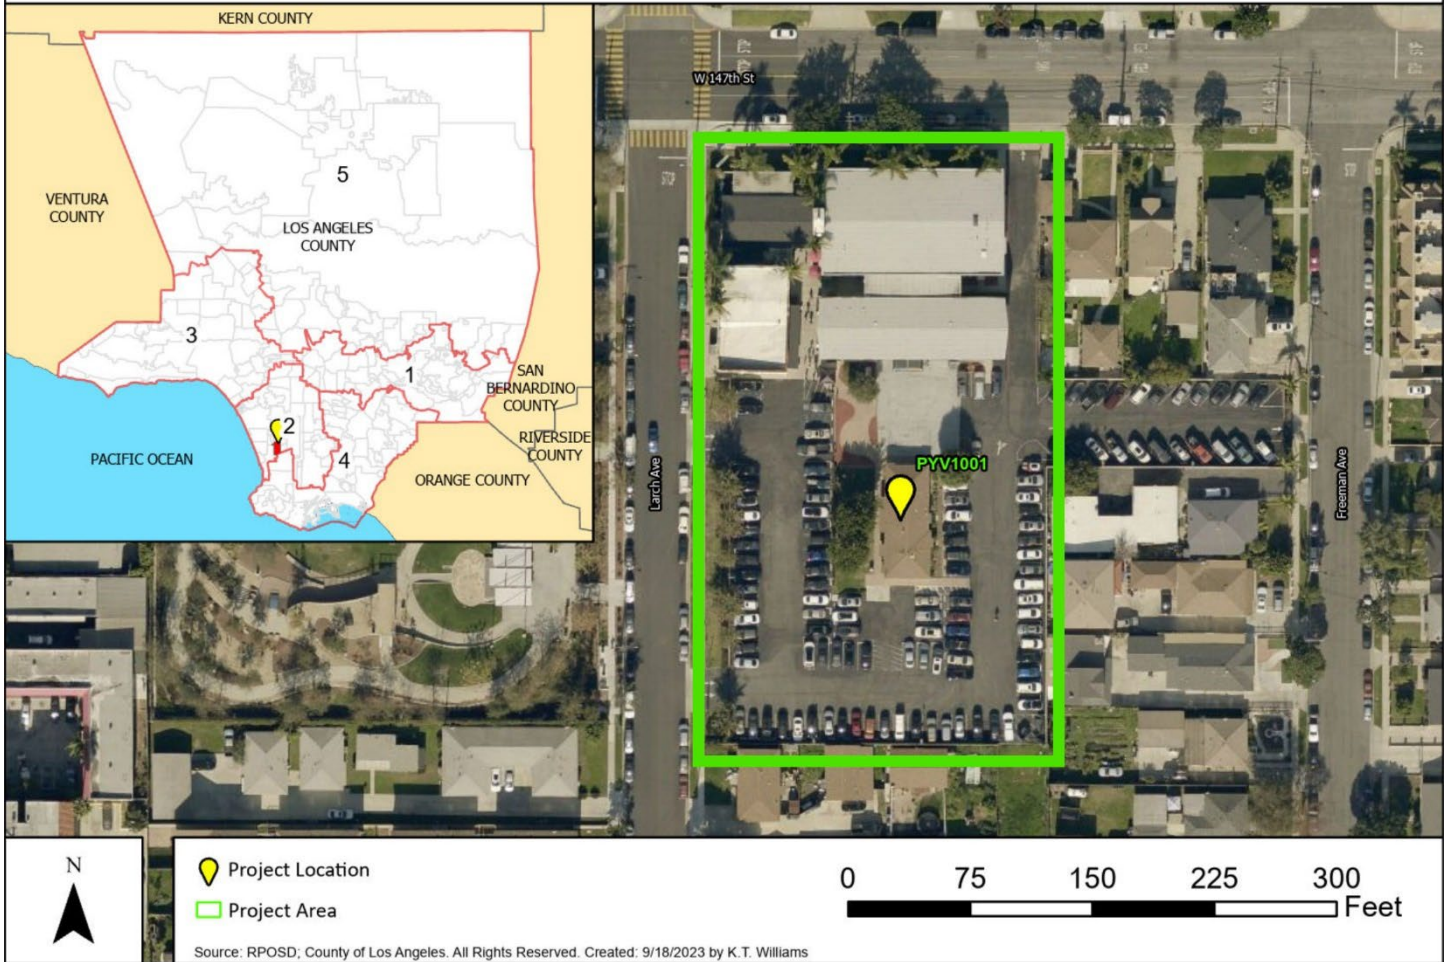 KERN COUNTY
VENTURA
COUNTY
5
LOS ANGELES
COUNTY
3
1
SAN
BERNARDINO
COUNTY
2
4
RIVERSIDE
COUNTY
PACIFIC OCEAN
ORANGE COUNTY
W 147th St
STOP
STOP
Larch Ave
PYV1001
Freeman Ave
N
Project Location
Project Area
0 75 150 225 300
Feet
Source: RPOSD; County of Los Angeles. All Rights Reserved. Created: 9/18/2023 by K.T. Williams